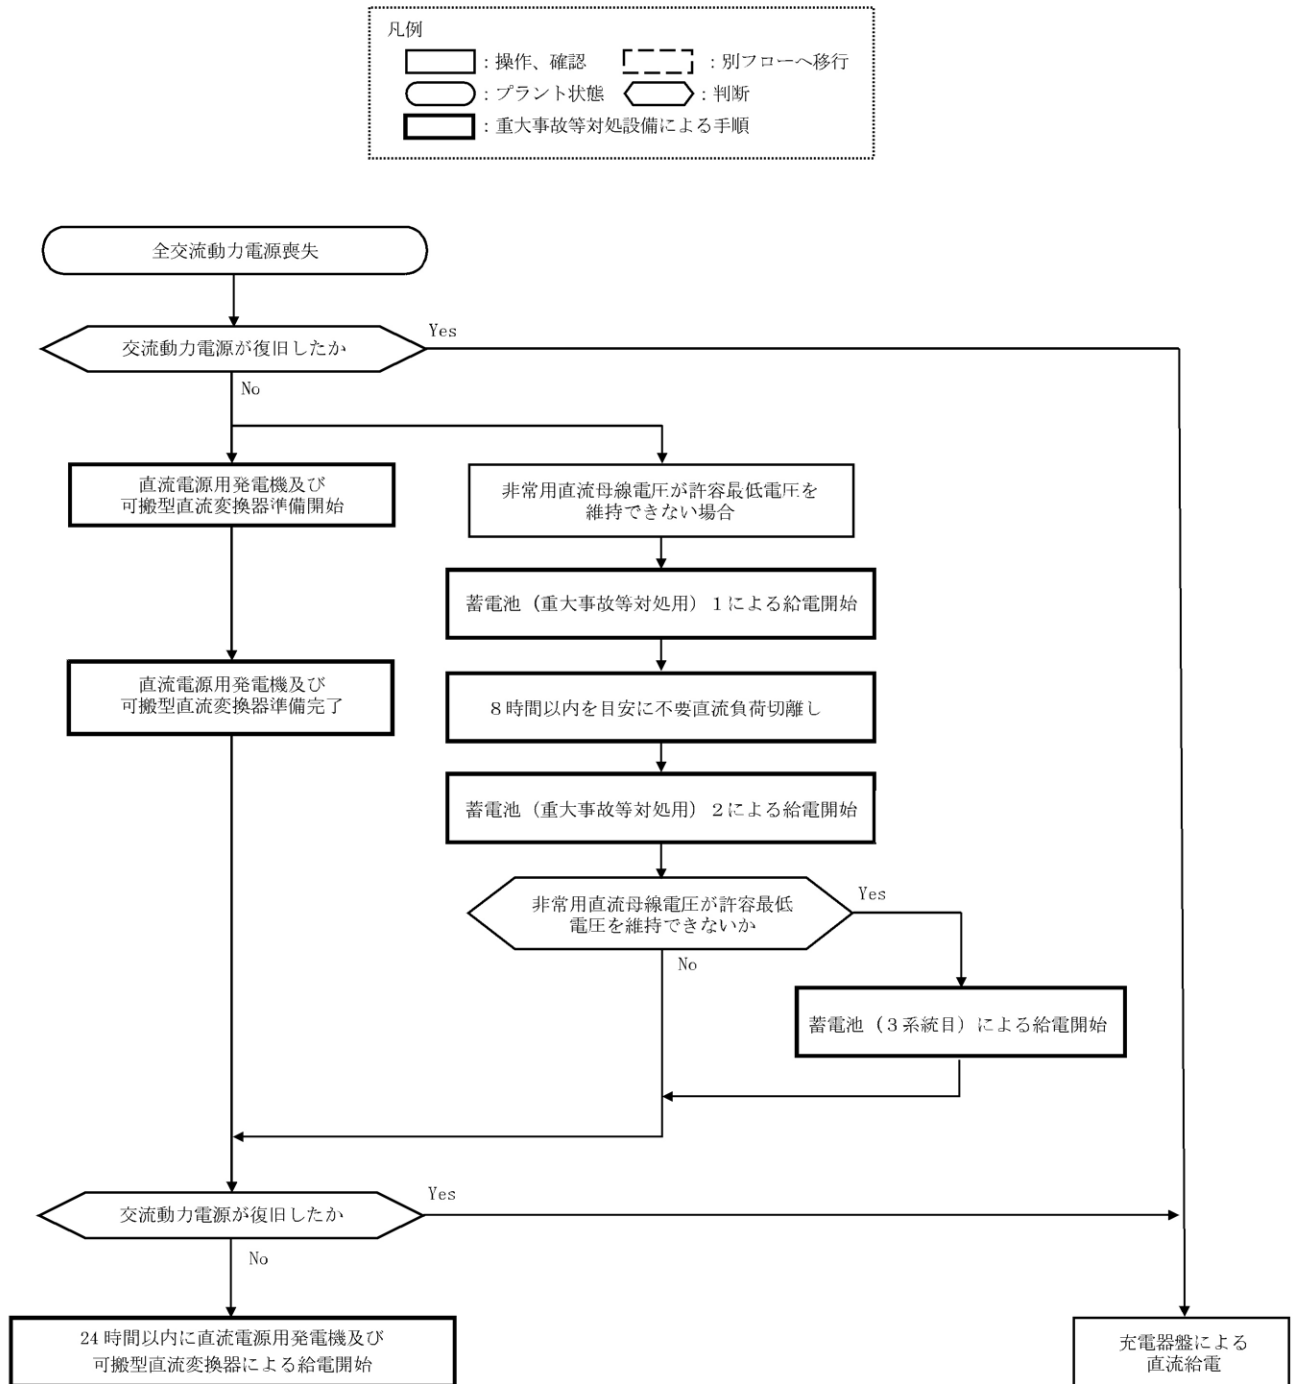 凡例
：操作、確認
：別フローへ移行
：プラント状態
：判断
：重大事故等対処設備による手順
全交流動力電源喪失
交流動力電源が復旧したか
Yes
No
直流電源用発電機及び
可搬型直流変換器準備開始
非常用直流母線電圧が許容最低電圧を
維持できない場合
蓄電池（重大事故等対処用）１による給電開始
直流電源用発電機及び
可搬型直流変換器準備完了
８時間以内を目安に不要直流負荷切離し
蓄電池（重大事故等対処用）２による給電開始
非常用直流母線電圧が許容最低
電圧を維持できないか
Yes
No
蓄電池（３系統目）による給電開始
交流動力電源が復旧したか
Yes
No
24 時間以内に直流電源用発電機及び
可搬型直流変換器による給電開始
充電器盤による
直流給電